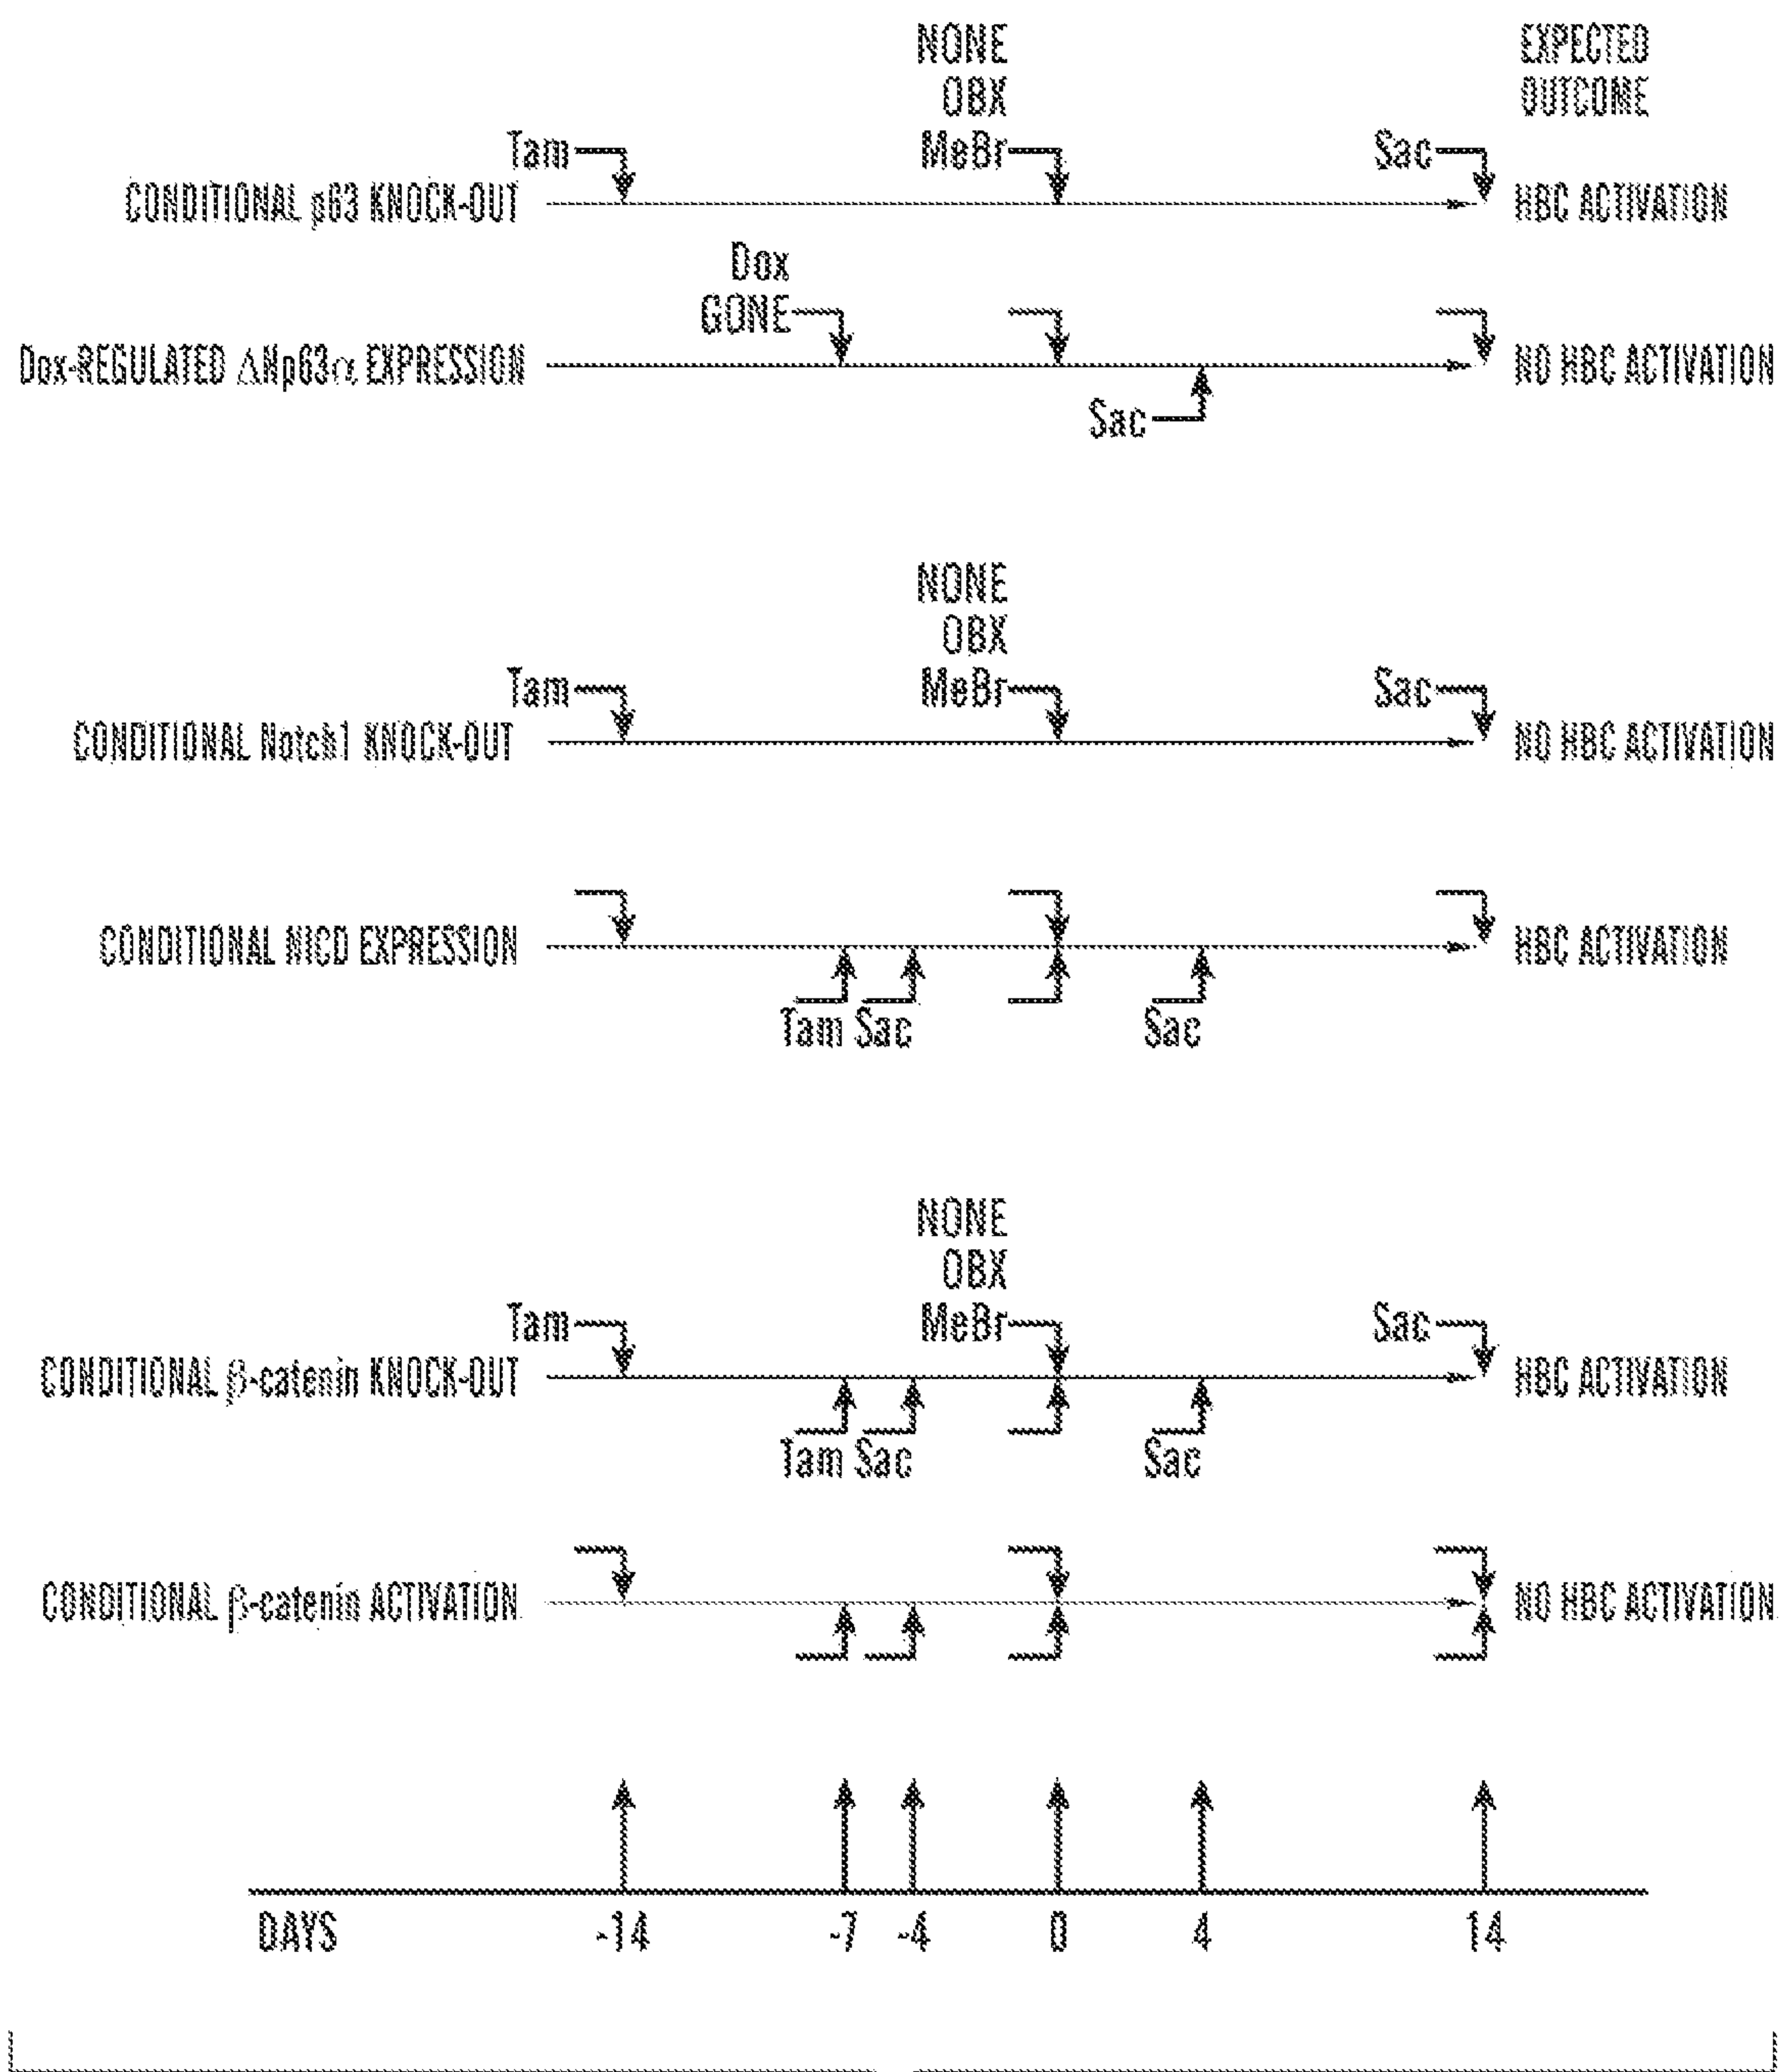 NONE
OBX
MeBr
EXPECTED
OUTCOME
Tam
Sac
CONDITIONAL p63 KNOCK-OUT
HBC ACTIVATION
Dox
GONE
Dox-REGULATED ΔNp63α EXPRESSION
NO HBC ACTIVATION
Sac
NONE
OBX
Tam
MeBr
Sac
CONDITIONAL Notch1 KNOCK-OUT
NO HBC ACTIVATION
CONDITIONAL NICD EXPRESSION
HBC ACTIVATION
Tam Sac
Sac
NONE
OBX
Tam
MeBr
Sac
CONDITIONAL β-catenin KNOCK-OUT
HBC ACTIVATION
Tam Sac
Sac
CONDITIONAL β-catenin ACTIVATION
NO HBC ACTIVATION
DAYS
-14
-7
-4
0
4
14